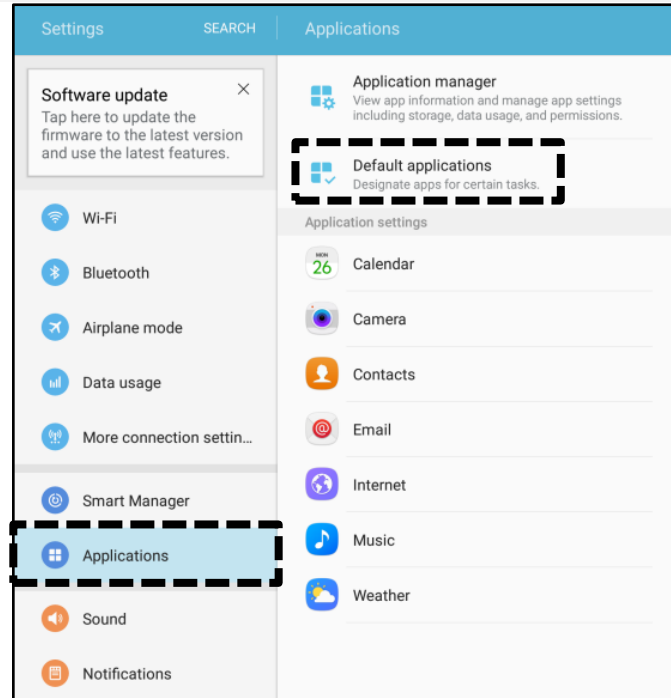 Settings
SEARCH
Applications
Software update
Tap here to update the
firmware to the latest version
and use the latest features.
Wi-Fi
Bluetooth
Airplane mode
Data usage
More connection settin...
Smart Manager
Applications
Sound
Notifications
Application manager
View app information and manage app settings
including storage, data usage, and permissions.
Default applications
Designate apps for certain tasks.
Application settings
MON
26
Calendar
Camera
Contacts
@
Email
Internet
Music
Weather